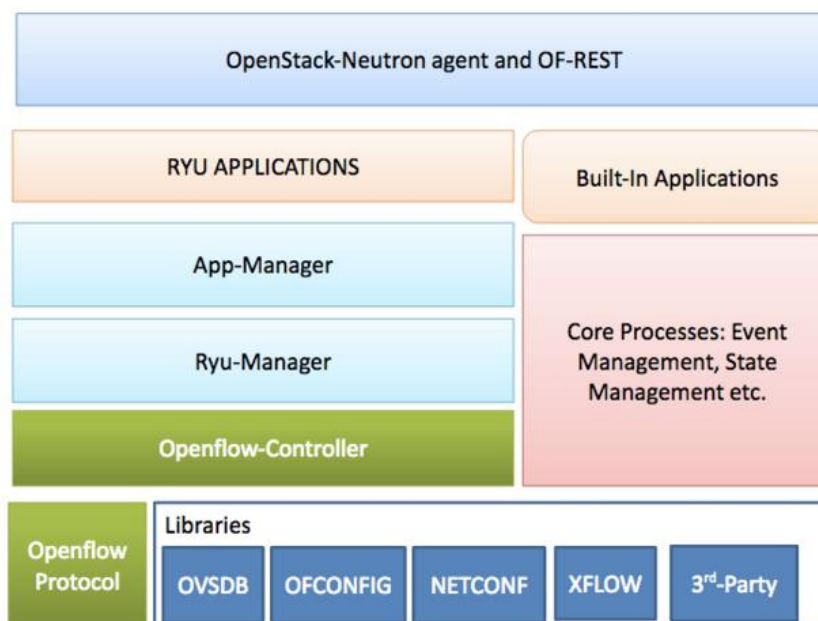 OpenStack-Neutron agent and OF-REST
RYU APPLICATIONS
Built-In Applications
App-Manager
Ryu-Manager
Core Processes: Event
Management, State
Management etc.
Openflow-Controller
Openflow
Protocol
Libraries
OVSDB
OFCONFIG
NETCONF
XFLOW
3rd-Party